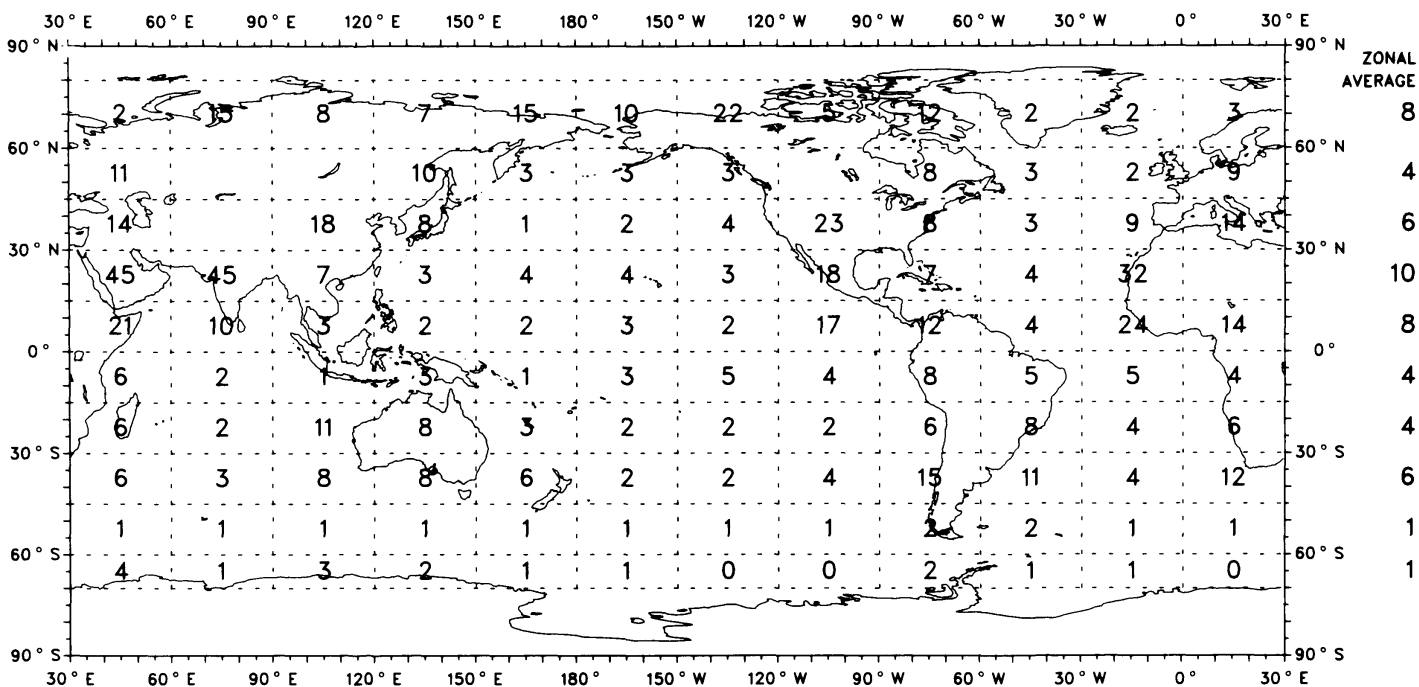 30° E 60° E 90° E 120° E 150° E 180° 150° W 120° W 90° W 60° W 30° W 0° 30° E
90° N 90° N
ZONAL
AVERAGE
2 15 8 7 15 10 22 5 12 2 2 3 8
60° N 60° N
11 10 3 3 3 8 3 2 9 4
14 18 8 1 2 4 23 8 3 9 14 6
30° N 30° N
45 45 7 3 4 4 3 18 7 4 32 10
21 10 3 2 2 3 2 17 12 4 24 14 8
0° 0°
6 2 1 3 1 3 5 4 8 5 5 4 4
6 2 11 8 3 2 2 2 6 8 4 6 4
30° S 30° S
6 3 8 8 6 2 2 4 15 11 4 12 6
1 1 1 1 1 1 1 1 2 2 1 1 1
60° S 60° S
4 1 3 2 1 1 0 0 2 1 1 0 1
90° S 90° S
30° E 60° E 90° E 120° E 150° E 180° 150° W 120° W 90° W 60° W 30° W 0° 30° E